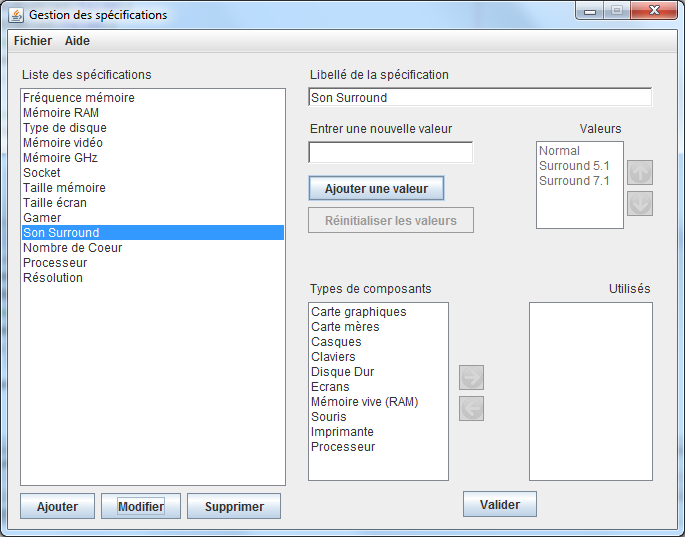 Gestion des spécifications
Fichier Aide
Liste des spécifications
Fréquence mémoire
Mémoire RAM
Type de disque
Mémoire vidéo
Mémoire GHz
Socket
Taille mémoire
Taille écran
Gamer
Son Surround
Nombre de Coeur
Processeur
Résolution
Ajouter Modifier Supprimer
Libellé de la spécification
Son Surround
Entrer une nouvelle valeur
Ajouter une valeur
Réinitialiser les valeurs
Valeurs
Normal
Surround 5.1
Surround 7.1
Types de composants
Carte graphiques
Carte mères
Casques
Claviers
Disque Dur
Ecrans
Mémoire vive (RAM)
Souris
Imprimante
Processeur
Utilisés
Valider